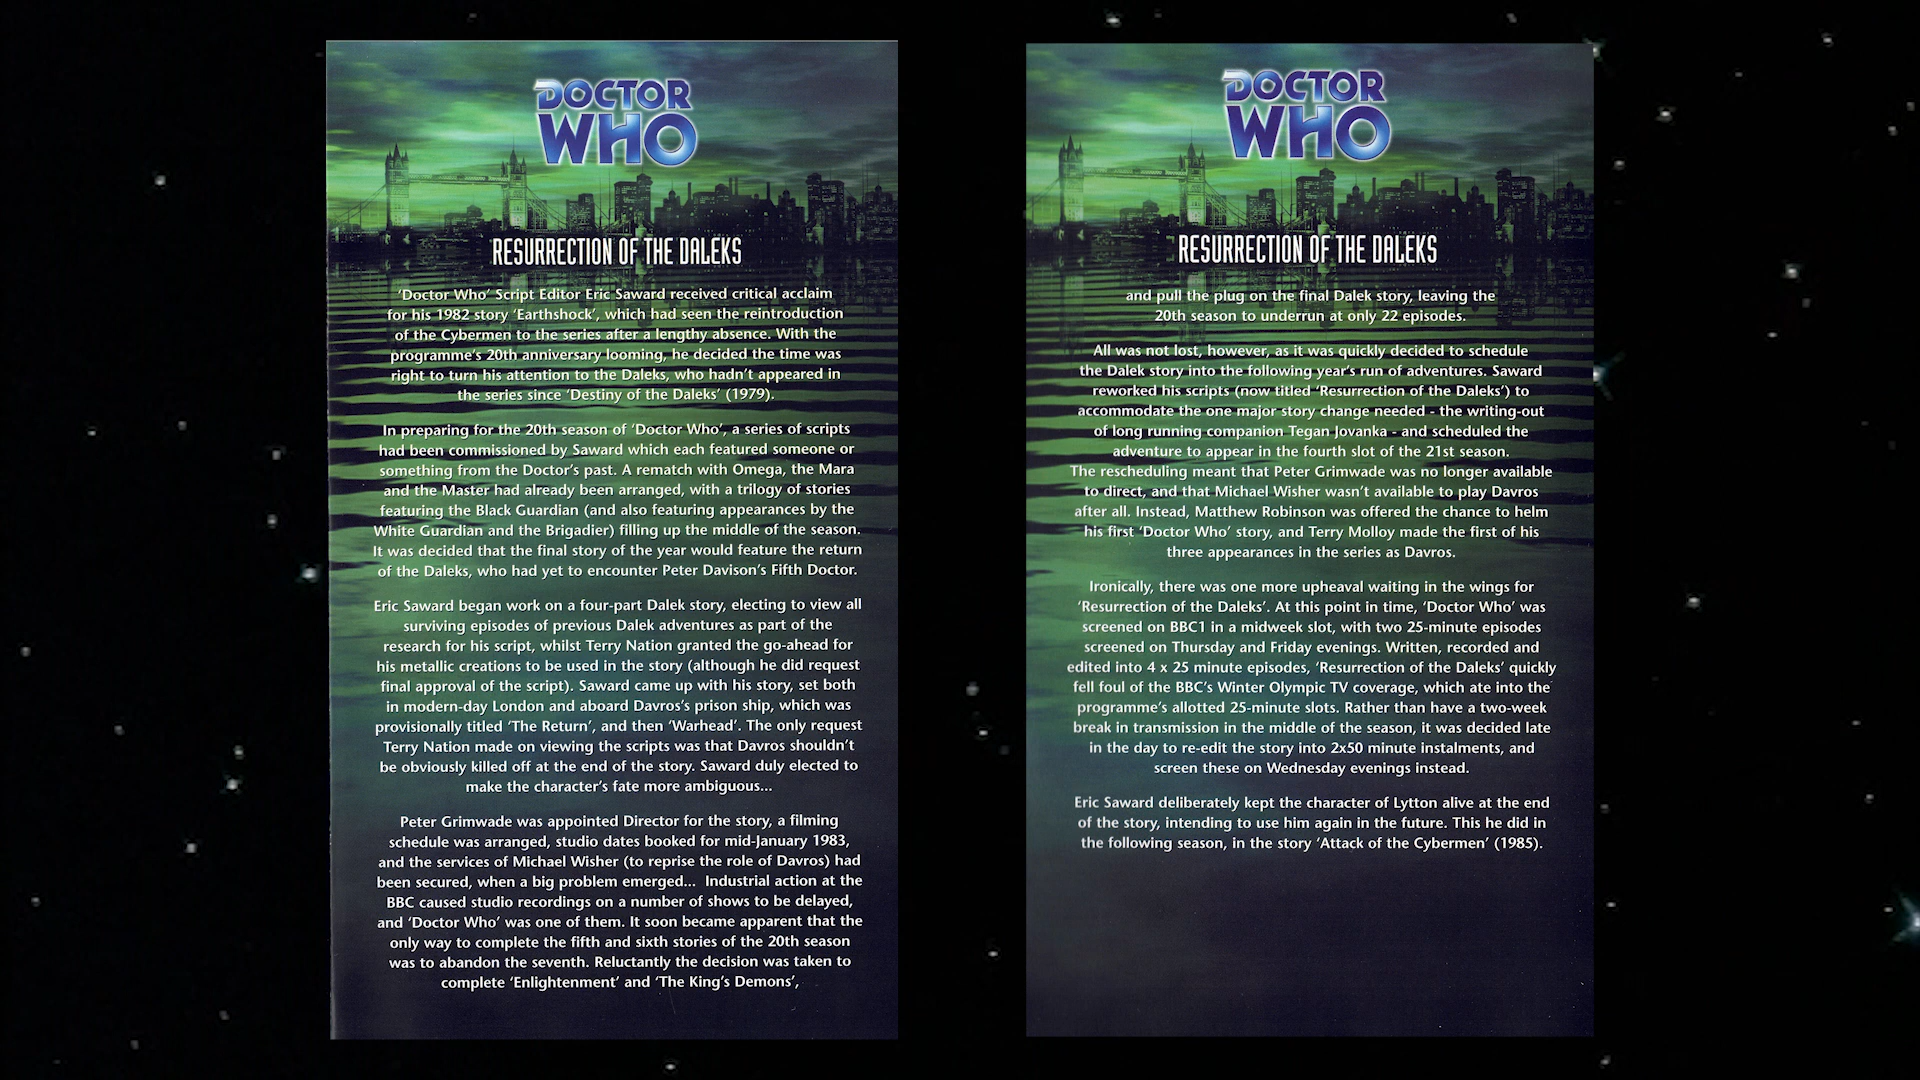 DOCTOR
WHO
RESURRECTION OF THE DALEKS
‘Doctor Who’ Script Editor Eric Saward received critical acclaim
for his 1982 story ‘Earthshock’, which had seen the reintroduction
of the Cybermen to the series after a lengthy absence. With the
programme’s 20th anniversary looming, he decided the time was
right to turn his attention to the Daleks, who hadn’t appeared in
the series since ‘Destiny of the Daleks’ (1979).
In preparing for the 20th season of ‘Doctor Who’, a series of scripts
had been commissioned by Saward which each featured someone or
something from the Doctor’s past. A rematch with Omega, the Mara
and the Master had already been arranged, with a trilogy of stories
featuring the Black Guardian (and also featuring appearances by the
White Guardian and the Brigadier) filling up the middle of the season.
It was decided that the final story of the year would feature the return
of the Daleks, who had yet to encounter Peter Davison’s Fifth Doctor.
Eric Saward began work on a four-part Dalek story, electing to view all
surviving episodes of previous Dalek adventures as part of the
research for his script, whilst Terry Nation granted the go-ahead for
his metallic creations to be used in the story (although he did request
final approval of the script). Saward came up with his story, set both
in modern-day London and aboard Davros’s prison ship, which was
provisionally titled ‘The Return’, and then ‘Warhead’. The only request
Terry Nation made on viewing the scripts was that Davros shouldn’t
be obviously killed off at the end of the story. Saward duly elected to
make the character’s fate more ambiguous...
Peter Grimwade was appointed Director for the story, a filming
schedule was arranged, studio dates booked for mid-January 1983,
and the services of Michael Wisher (to reprise the role of Davros) had
been secured, when a big problem emerged... Industrial action at the
BBC caused studio recordings on a number of shows to be delayed,
and ‘Doctor Who’ was one of them. It soon became apparent that the
only way to complete the fifth and sixth stories of the 20th season
was to abandon the seventh. Reluctantly the decision was taken to
complete ‘Enlightenment’ and ‘The King’s Demons’,
DOCTOR
WHO
RESURRECTION OF THE DALEKS
and pull the plug on the final Dalek story, leaving the
20th season to underrun at only 22 episodes.
All was not lost, however, as it was quickly decided to schedule
the Dalek story into the following year’s run of adventures. Saward
reworked his scripts (now titled ‘Resurrection of the Daleks’) to
accommodate the one major story change needed - the writing-out
of long running companion Tegan Jovanka - and scheduled the
adventure to appear in the fourth slot of the 21st season.
The rescheduling meant that Peter Grimwade was no longer available
to direct, and that Michael Wisher wasn’t available to play Davros
after all. Instead, Matthew Robinson was offered the chance to helm
his first ‘Doctor Who’ story, and Terry Molloy made the first of his
three appearances in the series as Davros.
Ironically, there was one more upheaval waiting in the wings for
‘Resurrection of the Daleks’. At this point in time, ‘Doctor Who’ was
screened on BBC1 in a midweek slot, with two 25-minute episodes
screened on Thursday and Friday evenings. Written, recorded and
edited into 4 x 25 minute episodes, ‘Resurrection of the Daleks’ quickly
fell foul of the BBC’s Winter Olympic TV coverage, which ate into the
programme’s allotted 25-minute slots. Rather than have a two-week
break in transmission in the middle of the season, it was decided late
in the day to re-edit the story into 2x50 minute instalments, and
screen these on Wednesday evenings instead.
Eric Saward deliberately kept the character of Lytton alive at the end
of the story, intending to use him again in the future. This he did in
the following season, in the story ‘Attack of the Cybermen’ (1985).